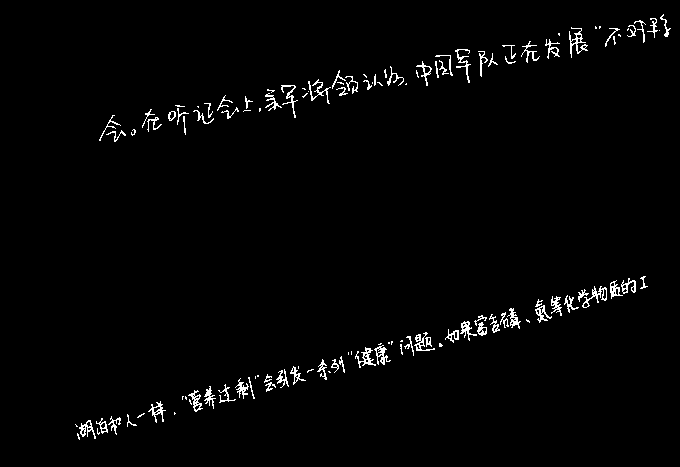 会。在听证会上,美军将领认为,中国军队正在发展“不对称
湖泊和人一样,“营养过剩”会引发一系列“健康”问题。如果富含磷、氮等化学物质的工